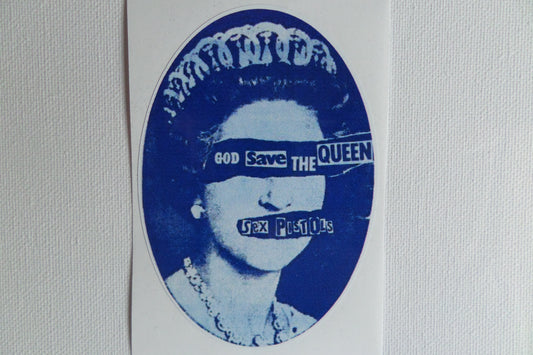 GOD Save THE QUEEN
SEX PISTOLS